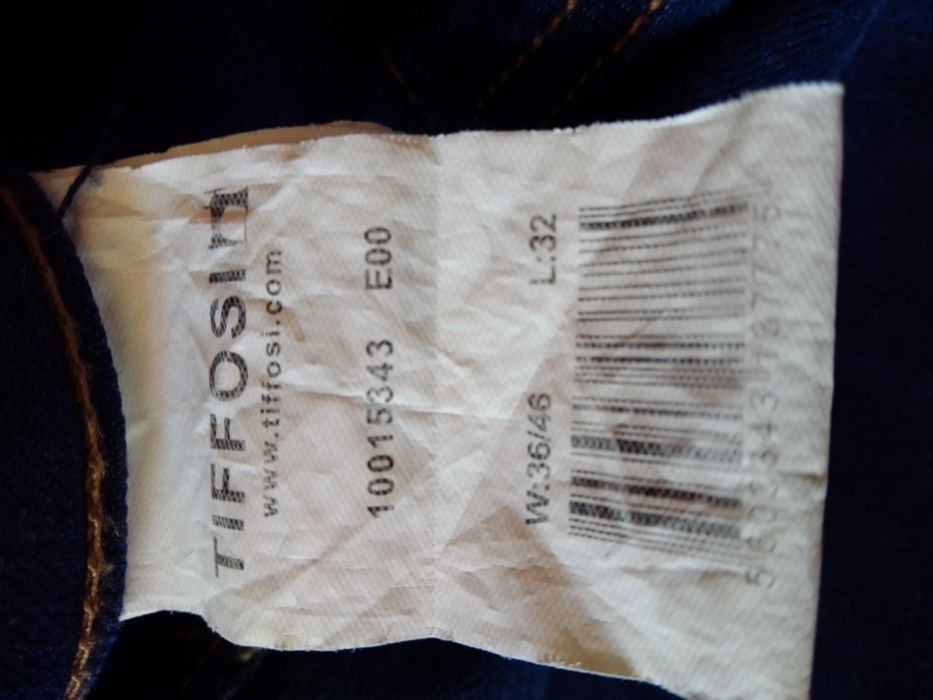 TIFFOSI
www.tiffosi.com
10015343 E00
W:36/46 L:32